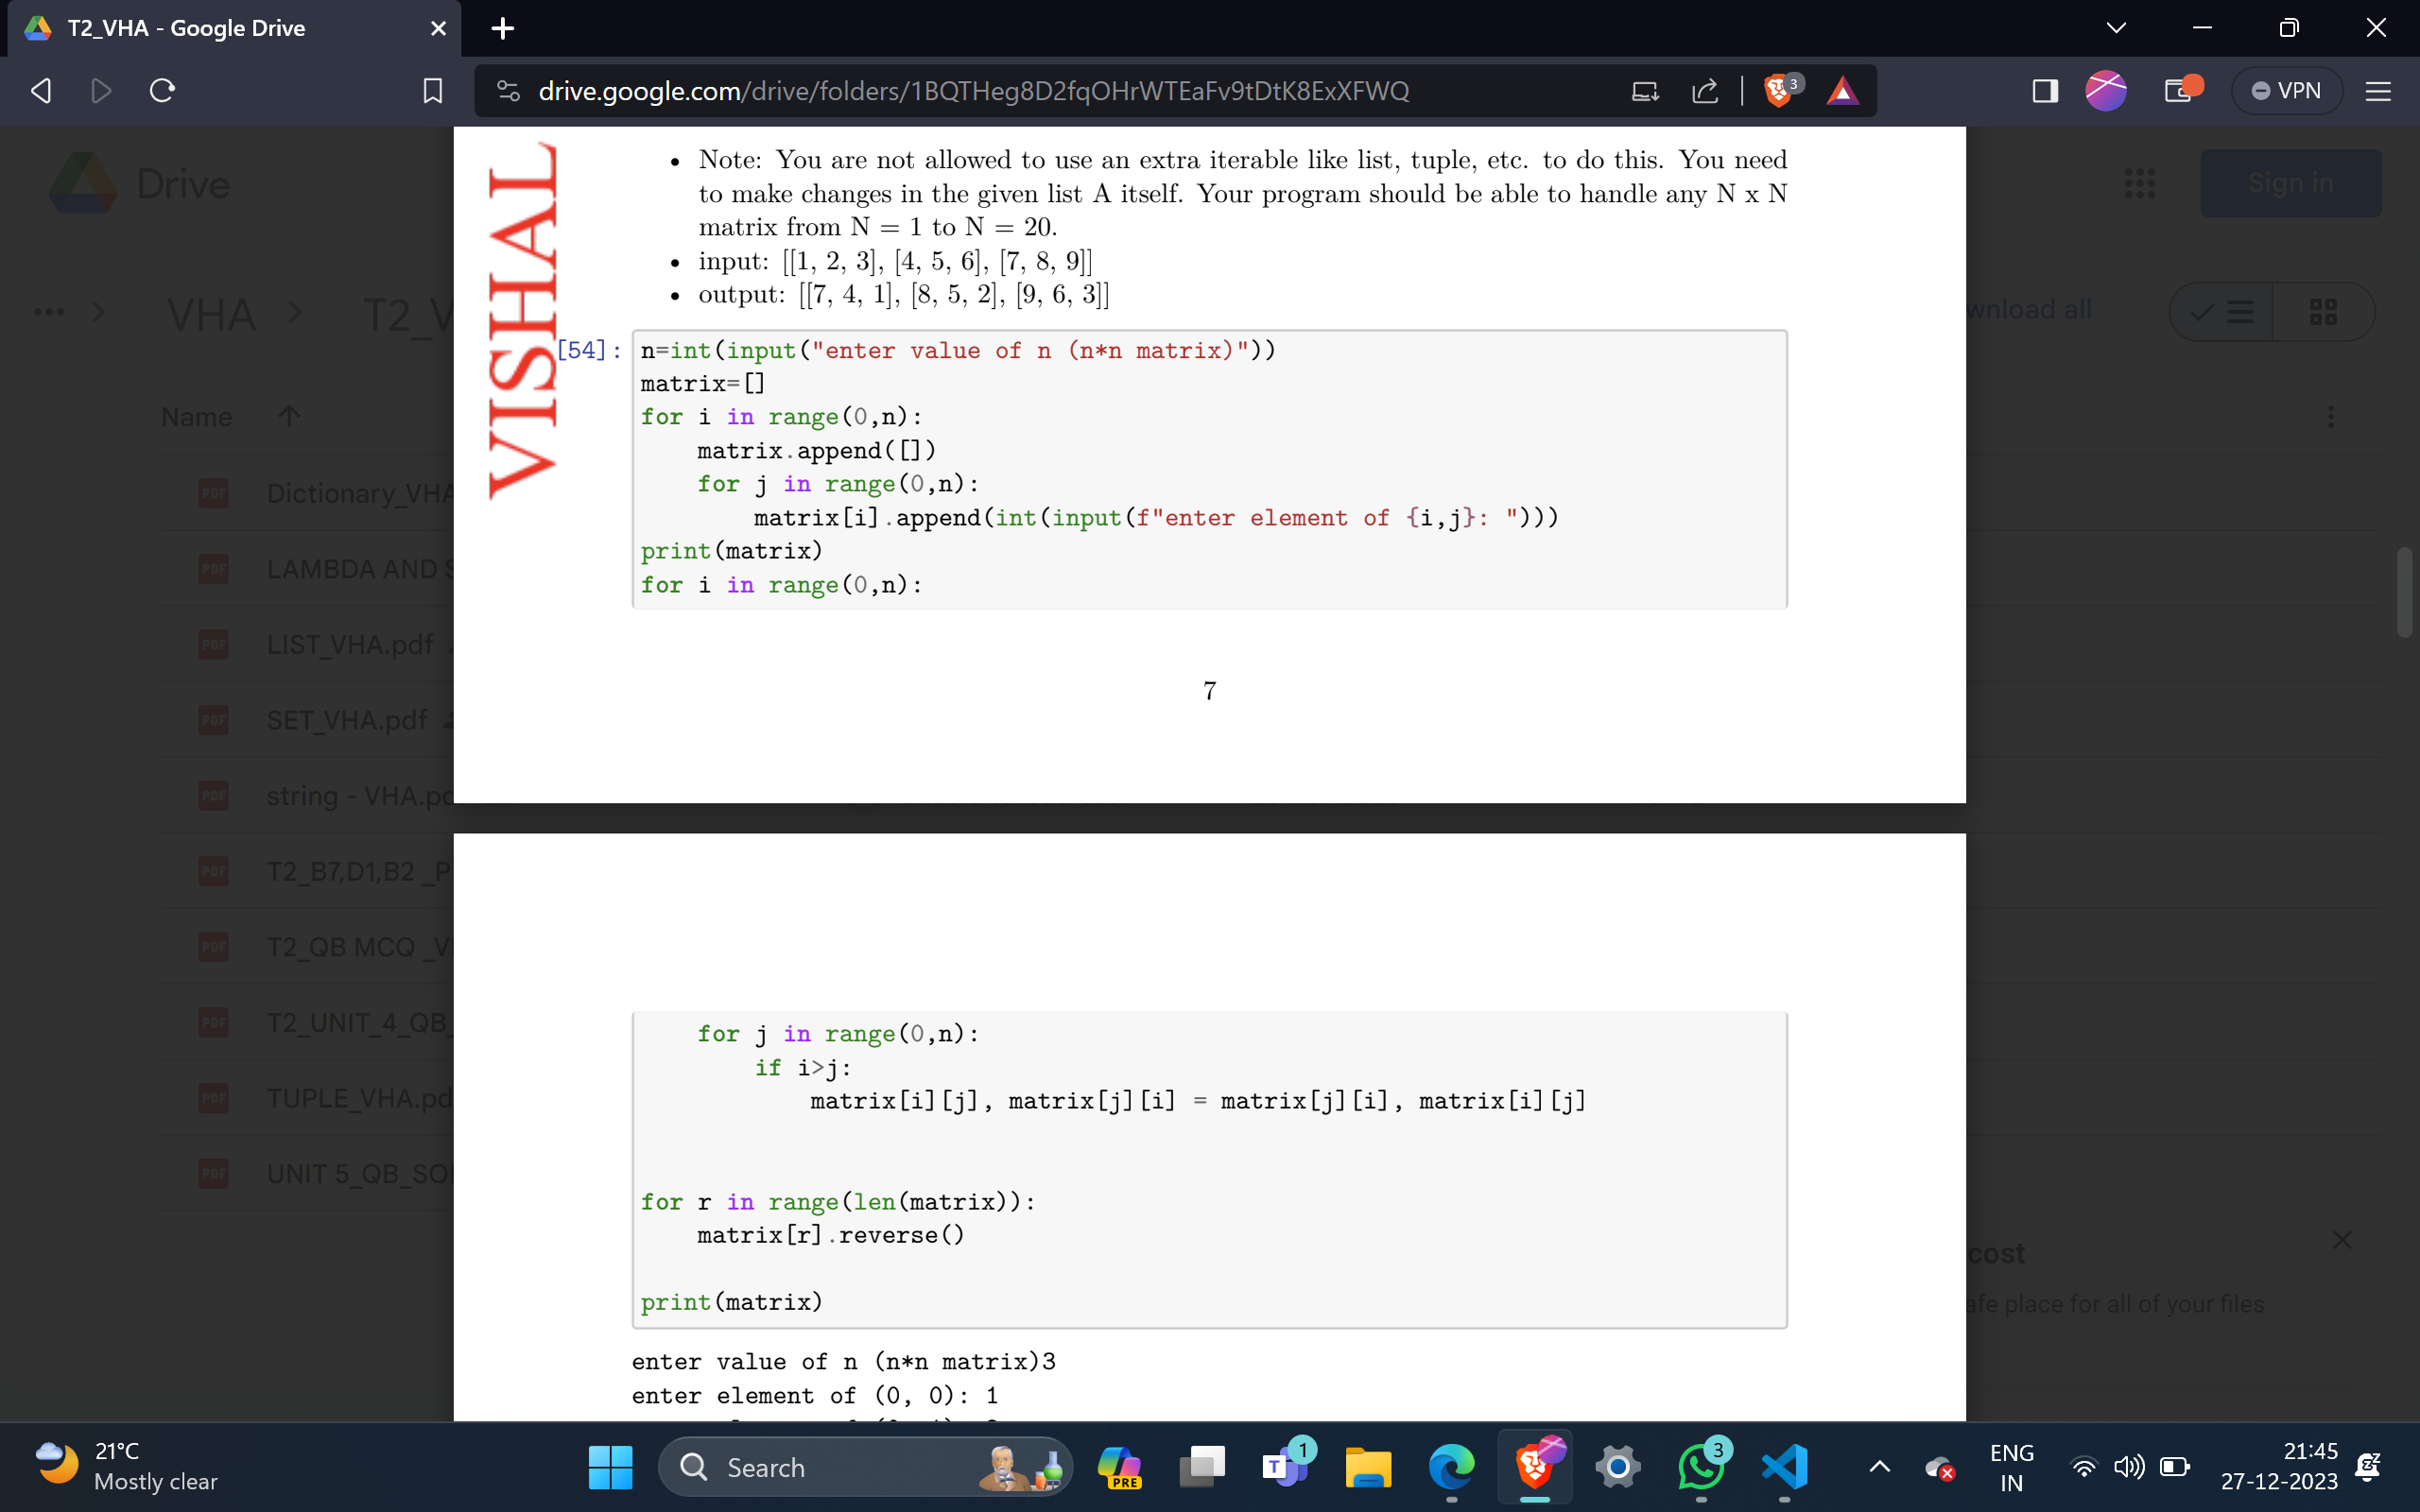 T2_VHA - Google Drive
drive.google.com/drive/folders/1BQTHeg8D2fqOHrWTEaFv9tDtK8ExXFWQ
3
VPN
Drive
Sign in
VHA
T2_V
wnload all
Name
Dictionary_VHA
LAMBDA AND S
LIST_VHA.pdf
SET_VHA.pdf
string - VHA.pd
T2_B7,D1,B2 _P
T2_QB MCQ _V
T2_UNIT_4_QB_
TUPLE_VHA.pd
UNIT 5_QB_SOL
cost
afe place for all of your files
VISHAL
• Note: You are not allowed to use an extra iterable like list, tuple, etc. to do this. You need
to make changes in the given list A itself. Your program should be able to handle any N x N
matrix from N = 1 to N = 20.
• input: [[1, 2, 3], [4, 5, 6], [7, 8, 9]]
• output: [[7, 4, 1], [8, 5, 2], [9, 6, 3]]
[54]: n=int(input("enter value of n (n*n matrix)"))
matrix=[]
for i in range(0,n):
    matrix.append([])
    for j in range(0,n):
        matrix[i].append(int(input(f"enter element of {i,j}: ")))
print(matrix)
for i in range(0,n):
7
    for j in range(0,n):
        if i>j:
            matrix[i][j], matrix[j][i] = matrix[j][i], matrix[i][j]
for r in range(len(matrix)):
    matrix[r].reverse()
print(matrix)
enter value of n (n*n matrix)3
enter element of (0, 0): 1
21°C
Mostly clear
Search
PRE
1
3
ENG
IN
21:45
27-12-2023